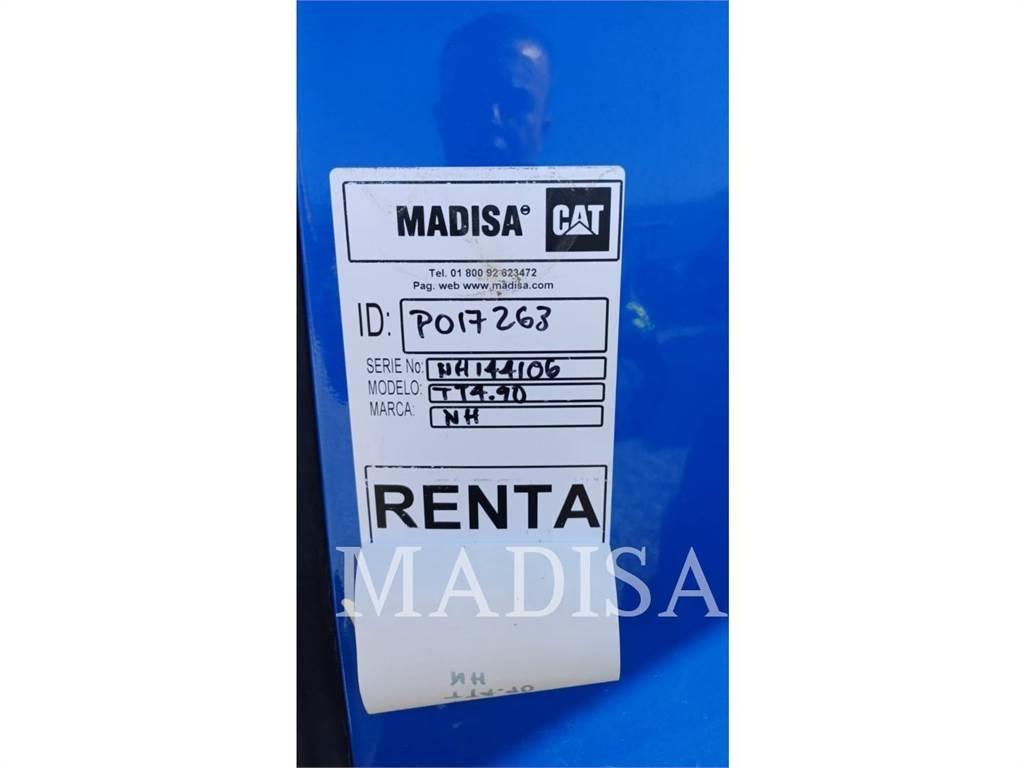 MADISA CAT
Tel. 01 800 92 623472
Pag. web www.madisa.com
ID: P017263
SERIE No: NH144106
MODELO: TT4.90
MARCA: NH
RENTA
MADISA
NH